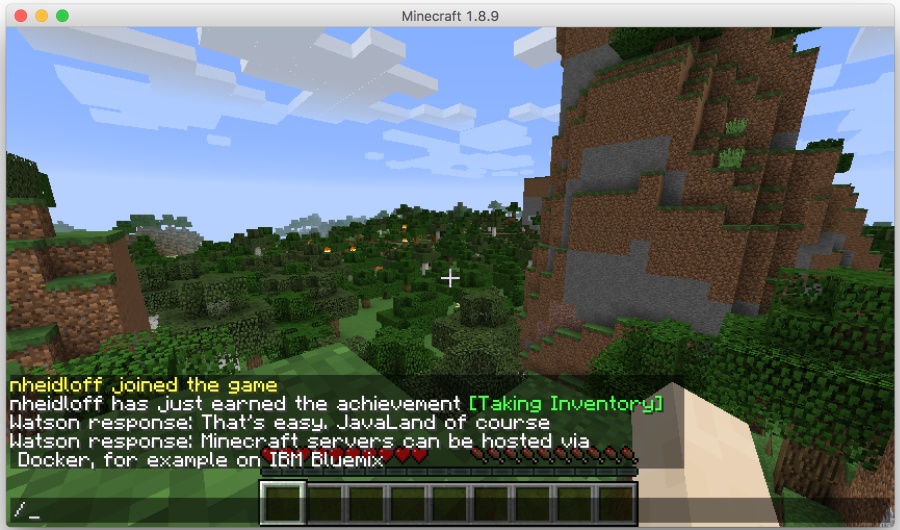 Minecraft 1.8.9
nheidloff joined the game
nheidloff has just earned the achievement [Taking Inventory]
Watson response: That's easy. JavaLand of course
Watson response: Minecraft servers can be hosted via
Docker, for example on IBM Bluemix
/_